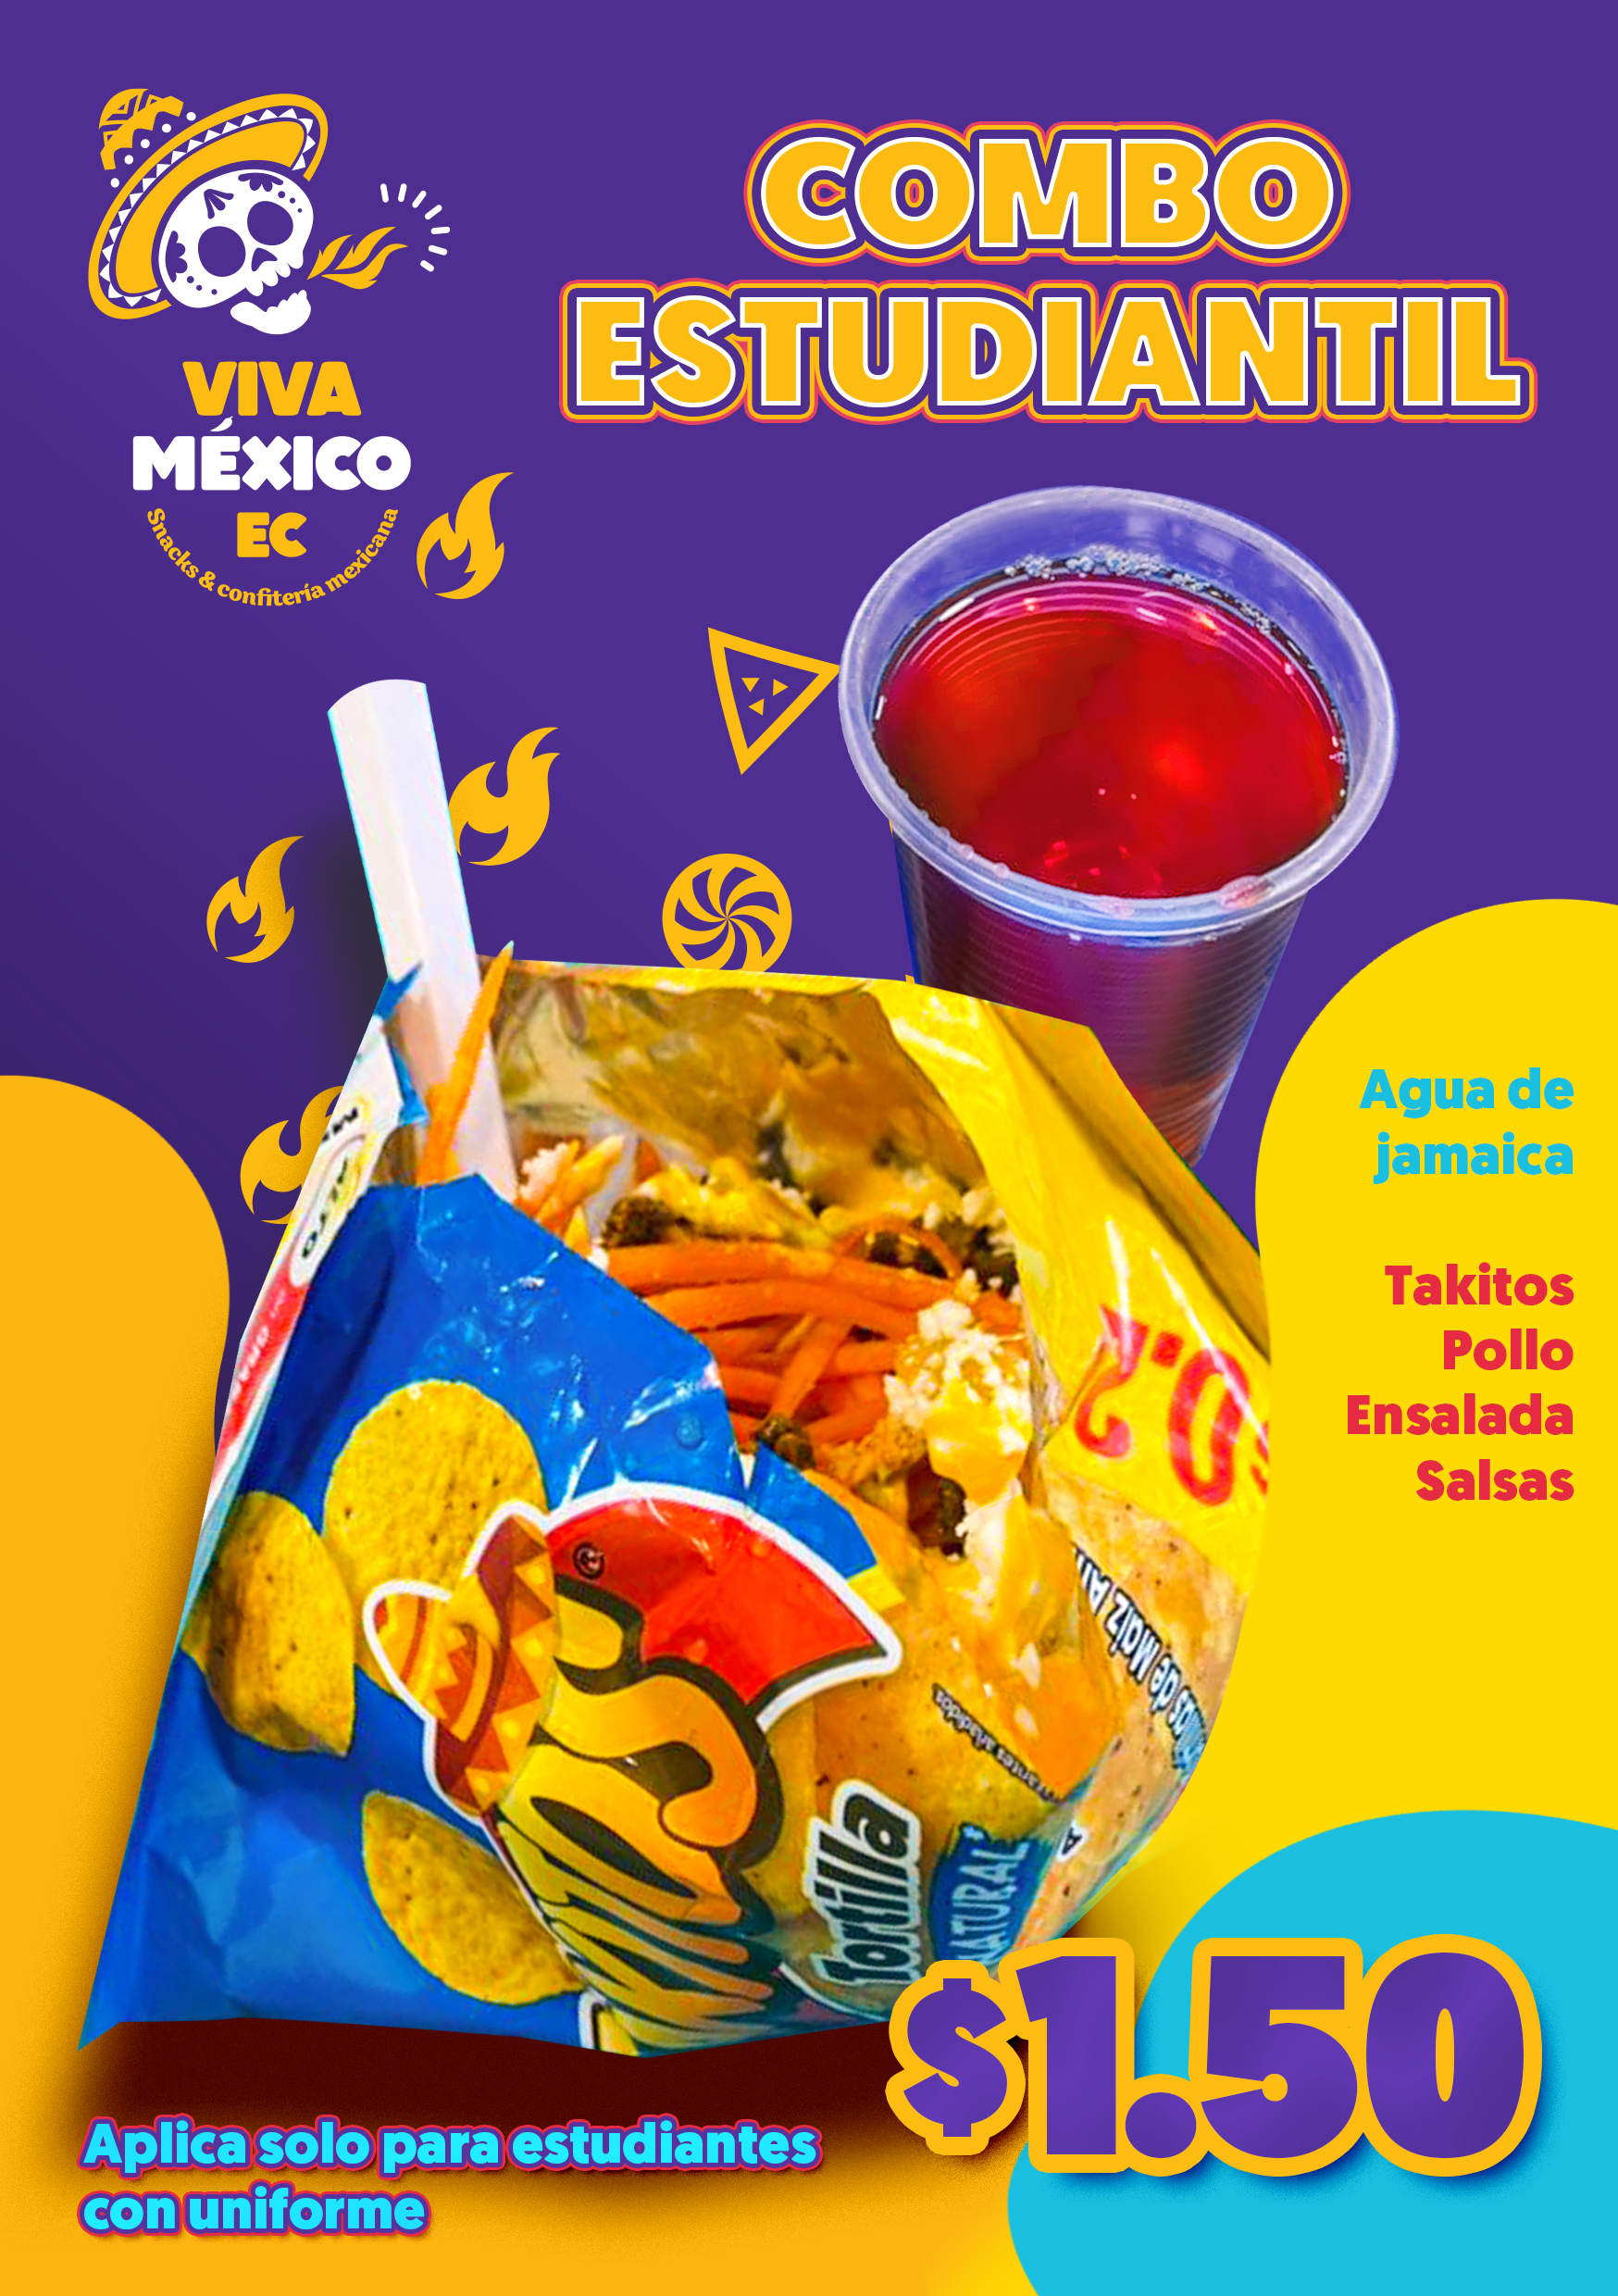 VIVA
MÉXICO
EC
Snacks & confitería mexicana
COMBO
ESTUDIANTIL
Agua de
jamaica
Takitos
Pollo
Ensalada
Salsas
Tortilla
NATURAL
$1.50
Aplica solo para estudiantes
con uniforme